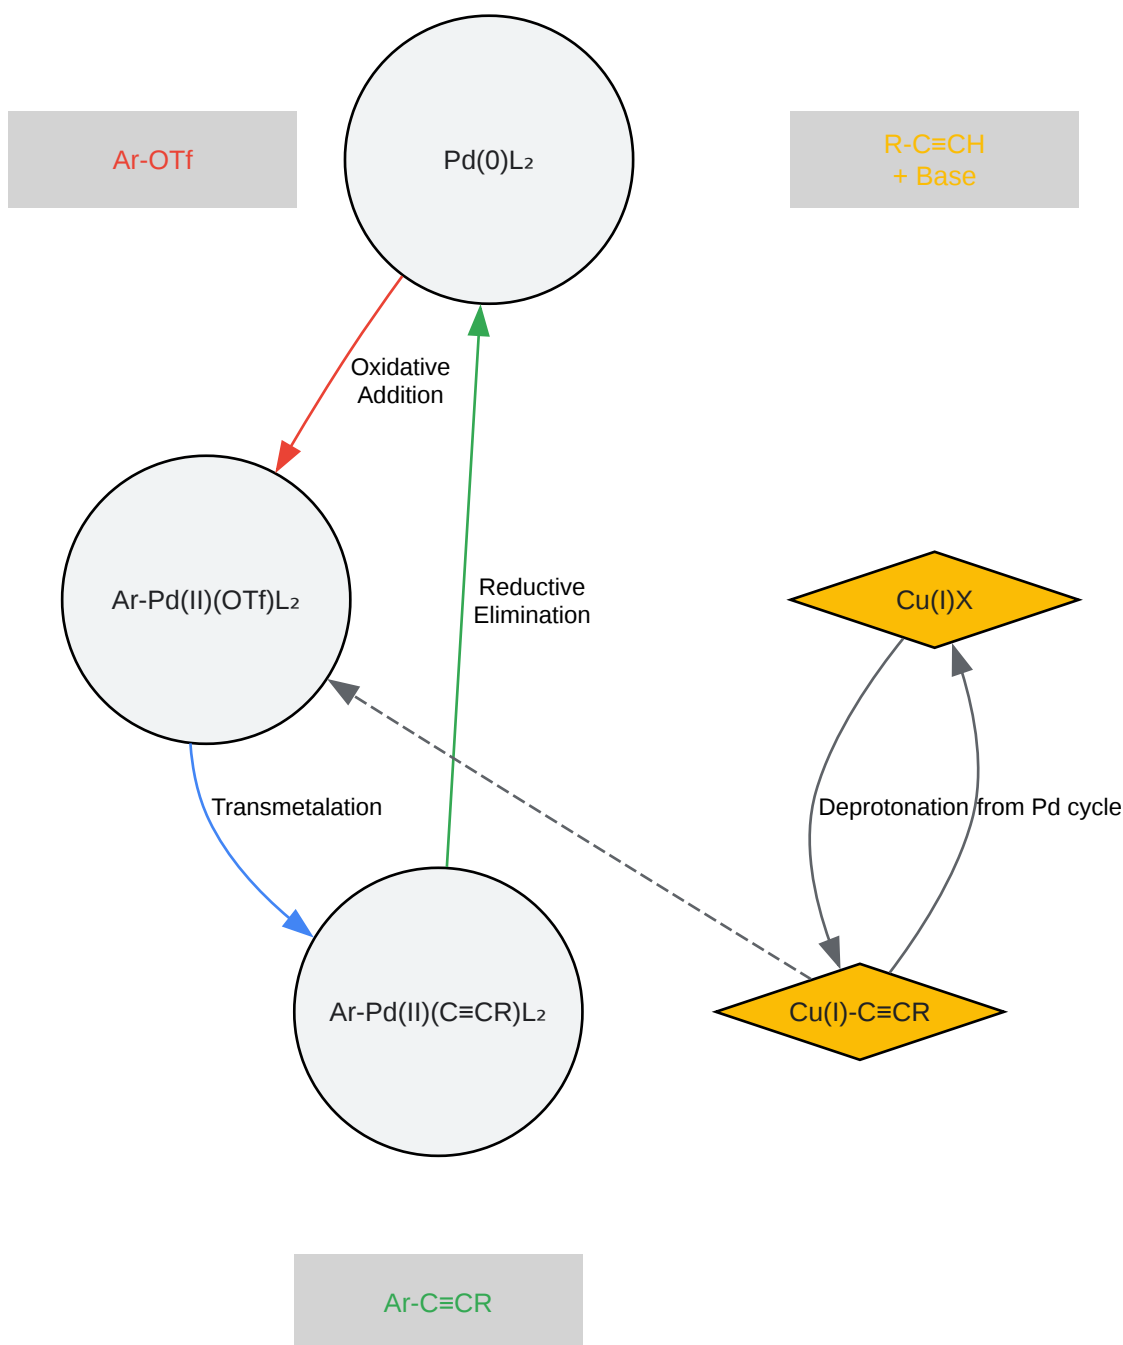 Ar-OTf
Pd(0)L₂
R-C≡CH
+ Base
Oxidative
Addition
Ar-Pd(II)(OTf)L₂
Reductive
Elimination
Cu(I)X
Transmetalation
Deprotonation
from Pd cycle
Ar-Pd(II)(C≡CR)L₂
Cu(I)-C≡CR
Ar-C≡CR